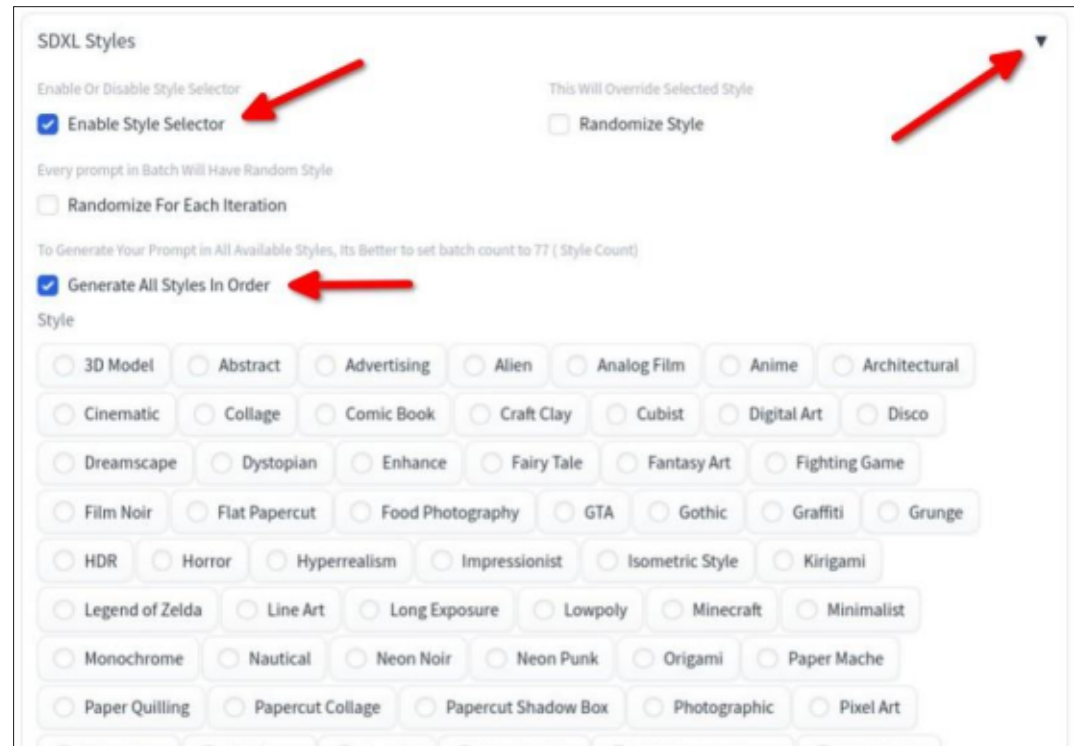 SDXL Styles ▼
Enable Or Disable Style Selector This Will Override Selected Style
Enable Style Selector Randomize Style
Every prompt in Batch Will Have Random Style
Randomize For Each Iteration
To Generate Your Prompt in All Available Styles, Its Better to set batch count to 77 ( Style Count)
Generate All Styles In Order
Style
3D Model Abstract Advertising Alien Analog Film Anime Architectural
Cinematic Collage Comic Book Craft Clay Cubist Digital Art Disco
Dreamscape Dystopian Enhance Fairy Tale Fantasy Art Fighting Game
Film Noir Flat Papercut Food Photography GTA Gothic Graffiti Grunge
HDR Horror Hyperrealism Impressionist Isometric Style Kirigami
Legend of Zelda Line Art Long Exposure Lowpoly Minecraft Minimalist
Monochrome Nautical Neon Noir Neon Punk Origami Paper Mache
Paper Quilling Papercut Collage Papercut Shadow Box Photographic Pixel Art